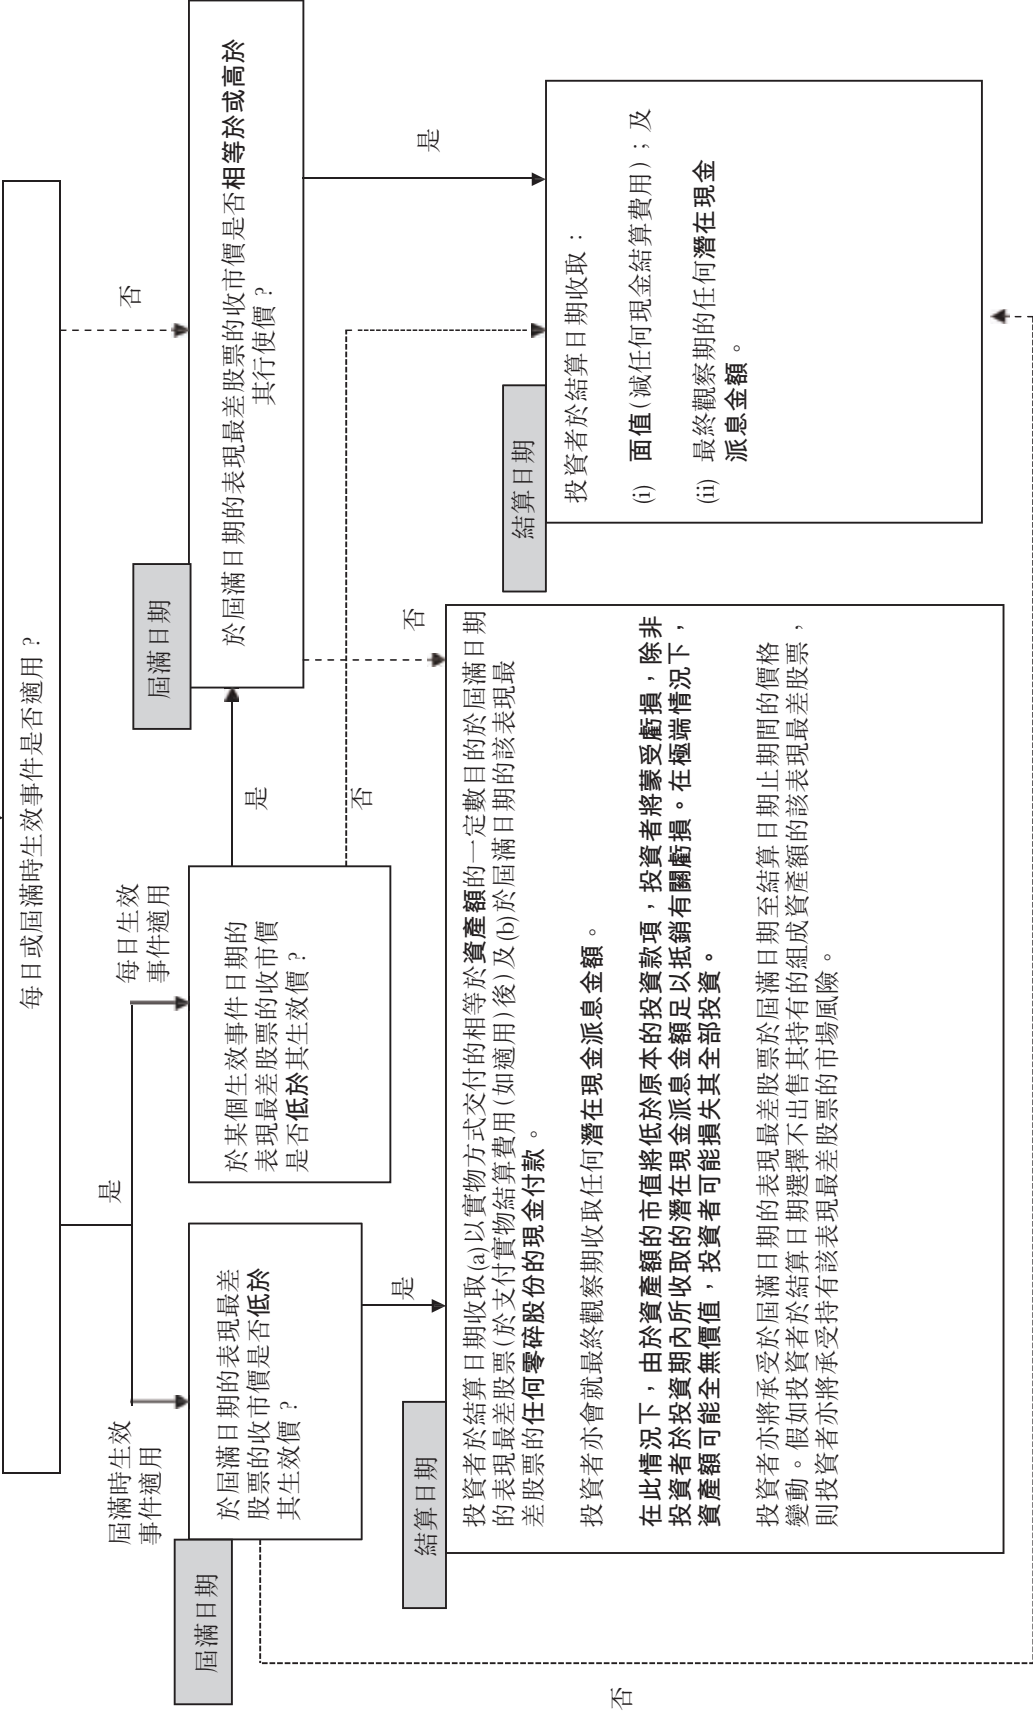 每日或屆滿時生效事件是否適用？
是
否
屆滿時生效
事件適用
每日生效
事件適用
屆滿日期
於屆滿日期的表現最差
股票的收市價是否低於
其生效價？
於某個生效事件日期的
表現最差股票的收市價
是否低於其生效價？
是
否
屆滿日期
於屆滿日期的表現最差股票的收市價是否相等於或高於
其行使價？
是
否
是
否
結算日期
投資者於結算日期收取(a)以實物方式交付的相等於資產額的一定數目的於屆滿日期
的表現最差股票(於支付實物結算費用(如適用)後)及(b)於屆滿日期的該表現最
差股票的任何零碎股份的現金付款。
投資者亦會就最終觀察期收取任何潛在現金派息金額。
在此情況下，由於資產額的市值將低於原本的投資款項，投資者將蒙受虧損，除非
投資者於投資期內所收取的潛在現金派息金額足以抵銷有關虧損。在極端情況下，
資產額可能全無價值，投資者可能損失其全部投資。
投資者亦將承受於屆滿日期的表現最差股票於屆滿日期至結算日期止期間的價格
變動。假如投資者於結算日期選擇不出售其持有的組成資產額的該表現最差股票，
則投資者亦將承受持有該表現最差股票的市場風險。
結算日期
投資者於結算日期收取：
(i) 面值(減任何現金結算費用)；及
(ii) 最終觀察期的任何潛在現金
派息金額。